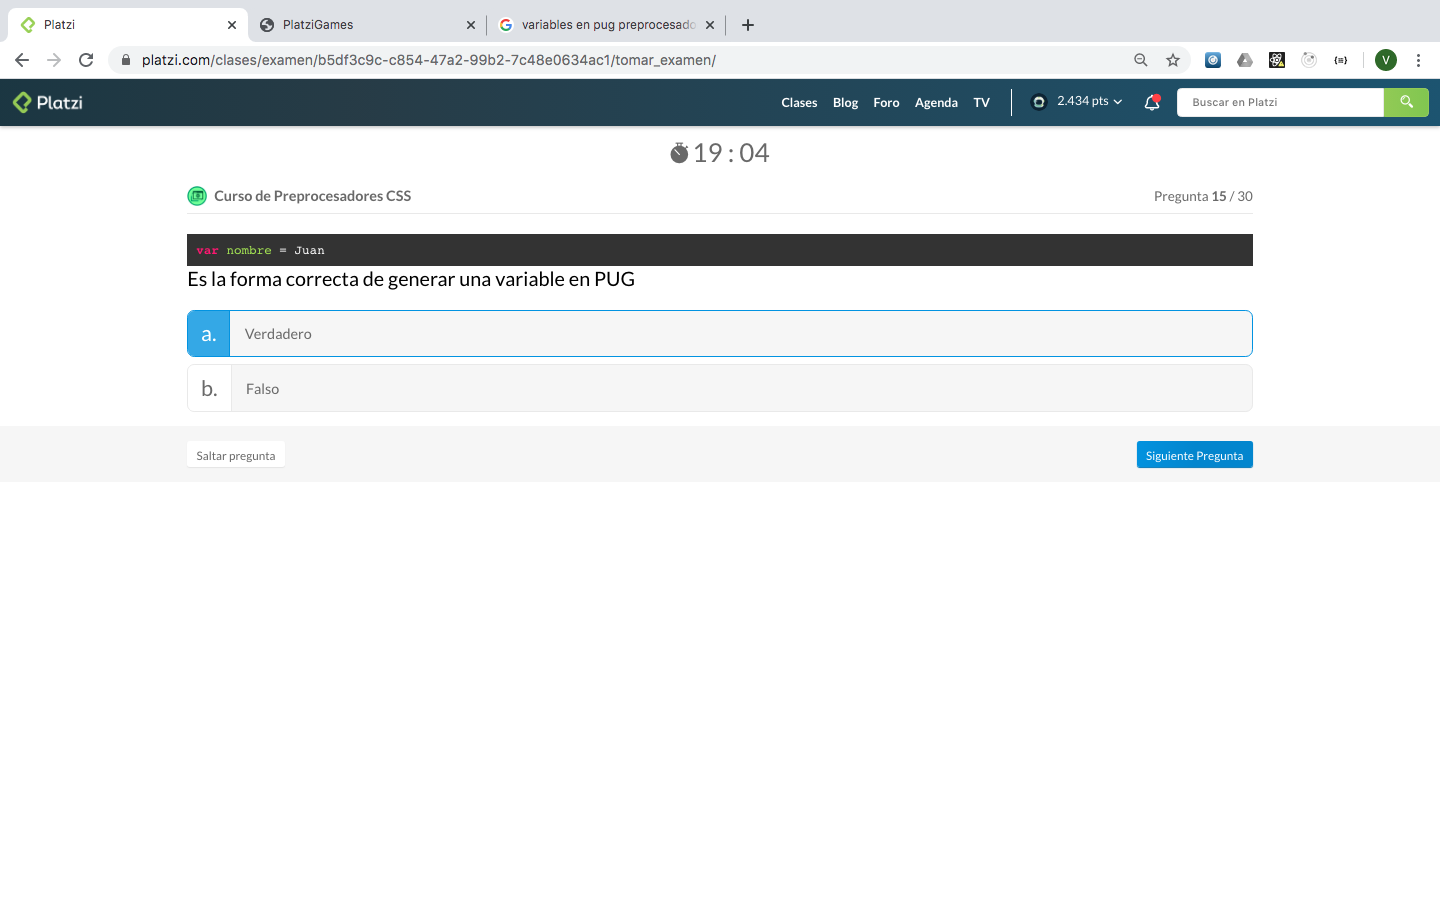 Platzi
PlatziGames
variables en pug preprocesado
platzi.com/clases/examen/b5df3c9c-c854-47a2-99b2-7c48e0634ac1/tomar_examen/
V
Platzi
Clases
Blog
Foro
Agenda
TV
2.434 pts
Buscar en Platzi
19 : 04
Curso de Preprocesadores CSS
Pregunta 15 / 30
var nombre = Juan
Es la forma correcta de generar una variable en PUG
a. Verdadero
b. Falso
Saltar pregunta
Siguiente Pregunta